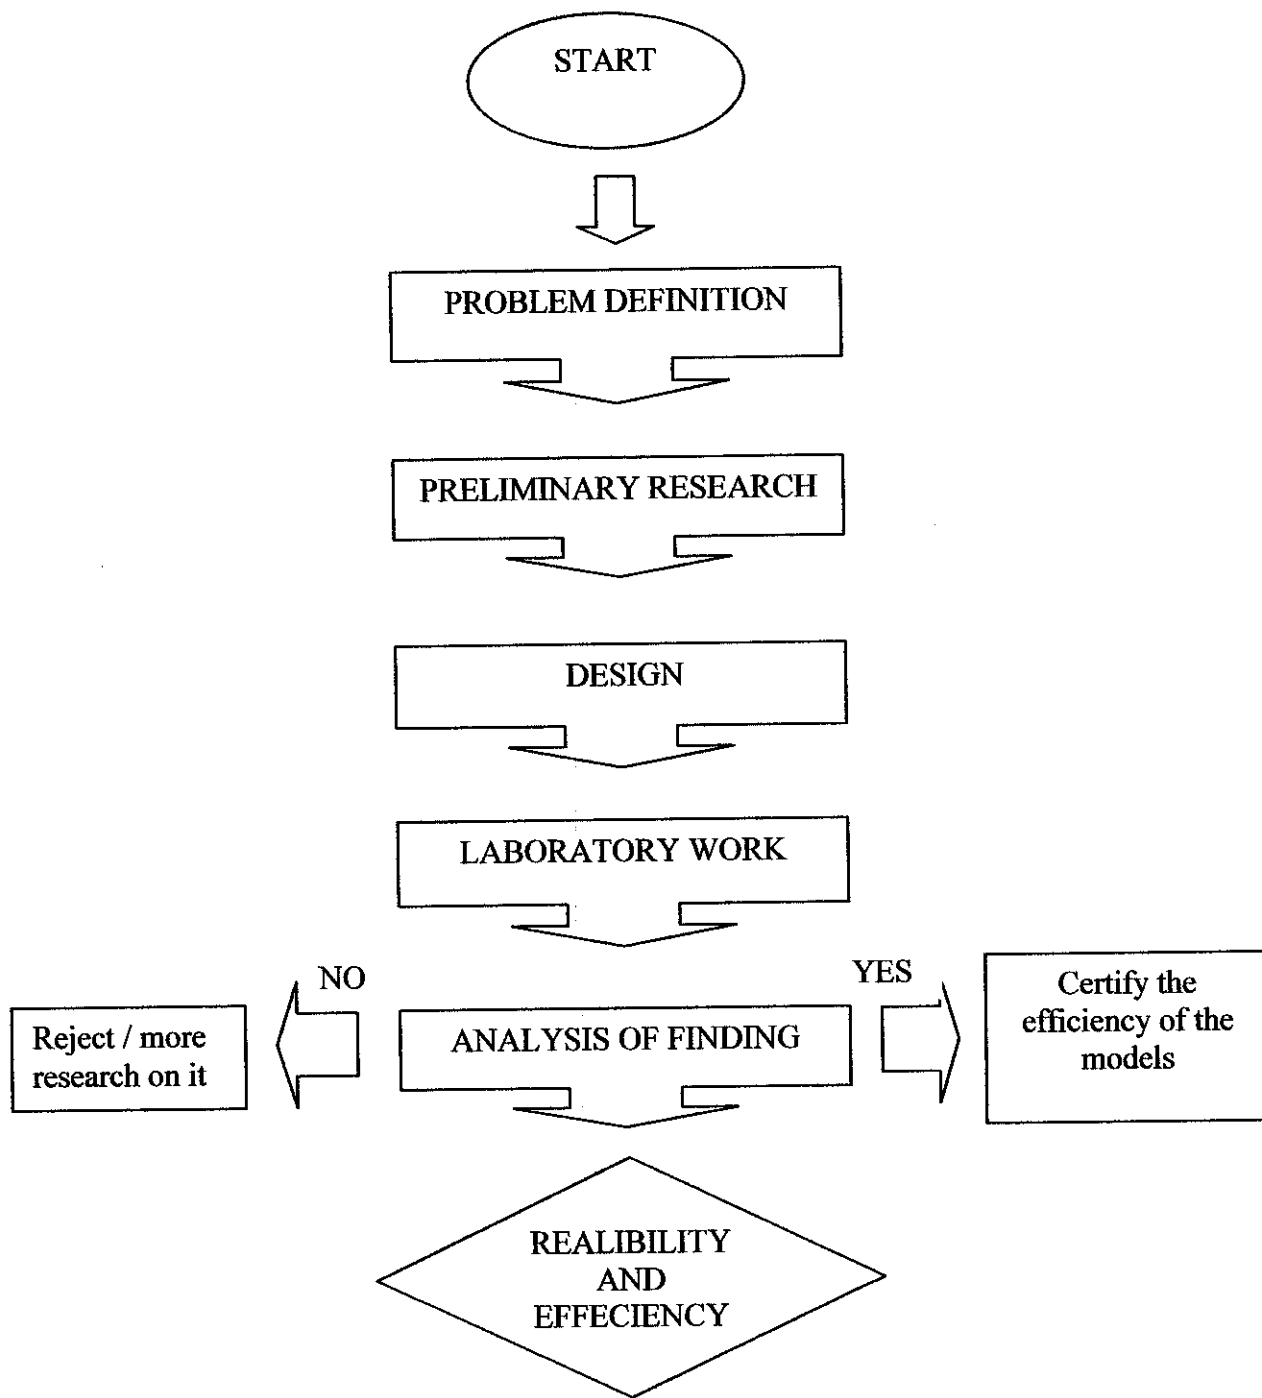 START
PROBLEM DEFINITION
PRELIMINARY RESEARCH
DESIGN
LABORATORY WORK
NO
YES
Reject / more
research on it
ANALYSIS OF FINDING
Certify the
efficiency of the
models
REALIBILITY
AND
EFFECIENCY